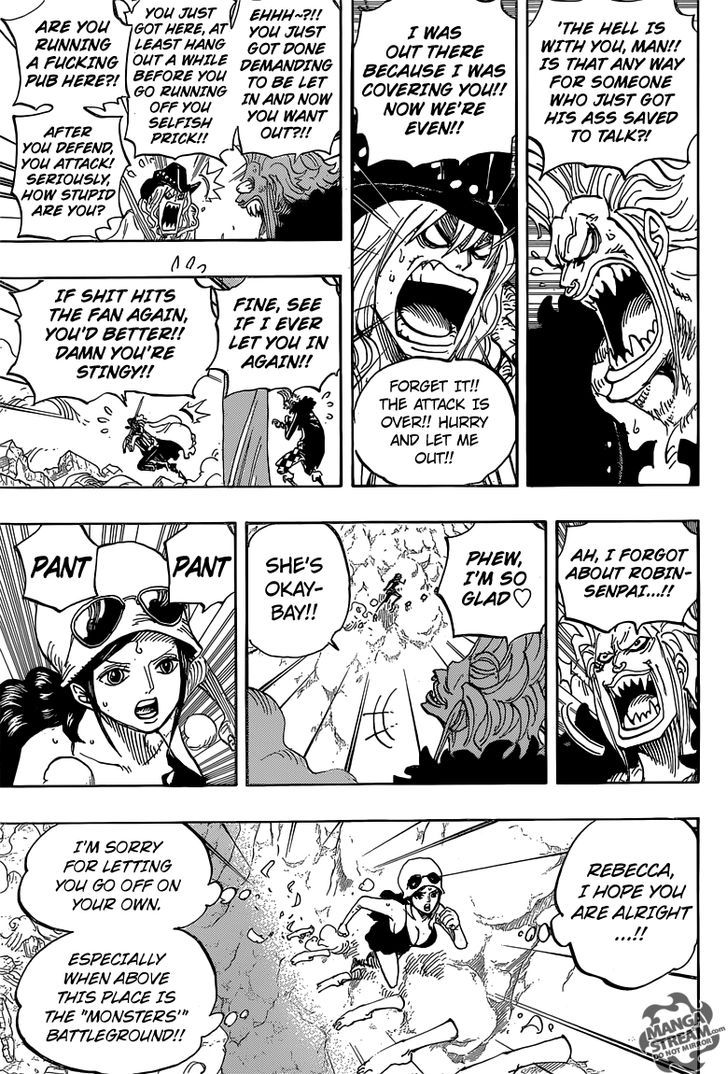 'THE HELL
IS WITH YOU, MAN!!
IS THAT ANY WAY
FOR SOMEONE
WHO JUST GOT
HIS ASS SAVED
TO TALK?!
I WAS
OUT THERE
BECAUSE I WAS
COVERING YOU!!
NOW WE'RE
EVEN!!
FORGET IT!!
THE ATTACK IS
OVER!! HURRY
AND LET ME
OUT!!
EHHH~?!!
YOU JUST
GOT DONE
DEMANDING
TO BE LET
IN AND NOW
YOU WANT
OUT?!!
YOU JUST
GOT HERE, AT
LEAST HANG
OUT A WHILE
BEFORE YOU
GO RUNNING
OFF YOU
SELFISH
PRICK!!
ARE YOU
RUNNING
A FUCKING
PUB HERE?!
AFTER
YOU DEFEND,
YOU ATTACK!
SERIOUSLY,
HOW STUPID
ARE YOU?
FINE, SEE
IF I EVER
LET YOU IN
AGAIN!!
IF SHIT HITS
THE FAN AGAIN,
YOU'D BETTER!!
DAMN YOU'RE
STINGY!!
AH, I FORGOT
ABOUT ROBIN-
SENPAI...!!
PHEW,
I'M SO
GLAD♡
SHE'S
OKAY-
BAY!!
PANT
PANT
REBECCA,
I HOPE YOU
ARE ALRIGHT
...!!
I'M SORRY
FOR LETTING
YOU GO OFF ON
YOUR OWN.
ESPECIALLY
WHEN ABOVE
THIS PLACE IS
THE "MONSTERS'"
BATTLEGROUND!!
MANGA
STREAM.com
DO NOT MIRROR